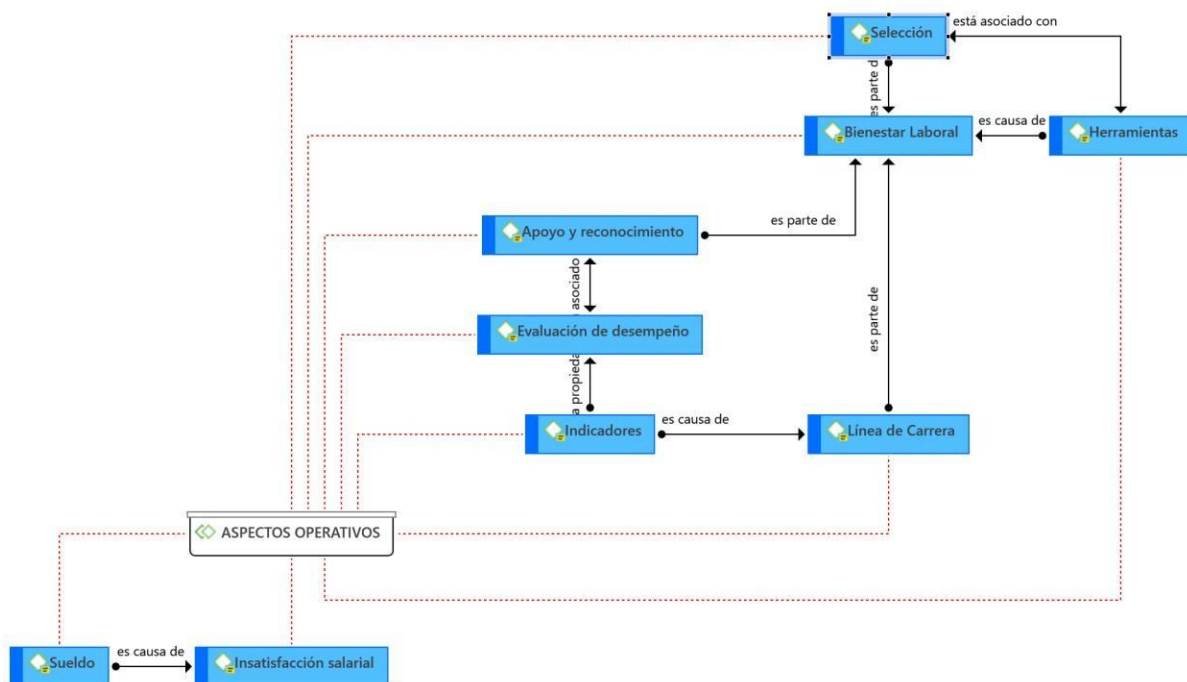 está asociado con
Selección
es parte d
es causa de
Bienestar Laboral
Herramientas
es parte de
Apoyo y reconocimiento
asociado
Evaluación de desempeño
es parte de
a propieda
es causa de
Indicadores
Línea de Carrera
ASPECTOS OPERATIVOS
es causa de
Sueldo
Insatisfacción salarial